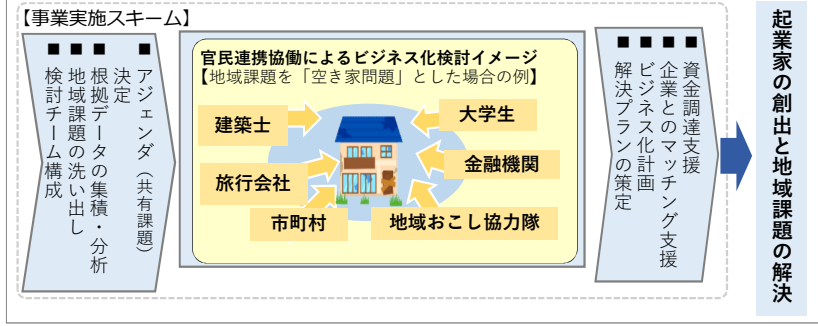 【事業実施スキーム】
■ アジェンダ（共有課題）
決定
■ 根拠データの集積・分析
■ 地域課題の洗い出し
■ 検討チーム構成
官民連携協働によるビジネス化検討イメージ
【地域課題を「空き家問題」とした場合の例】
建築士
大学生
旅行会社
金融機関
市町村
地域おこし協力隊
■ 資金調達支援
■ 企業とのマッチング支援
■ ビジネス化計画
■ 解決プランの策定
起業家の創出と地域課題の解決